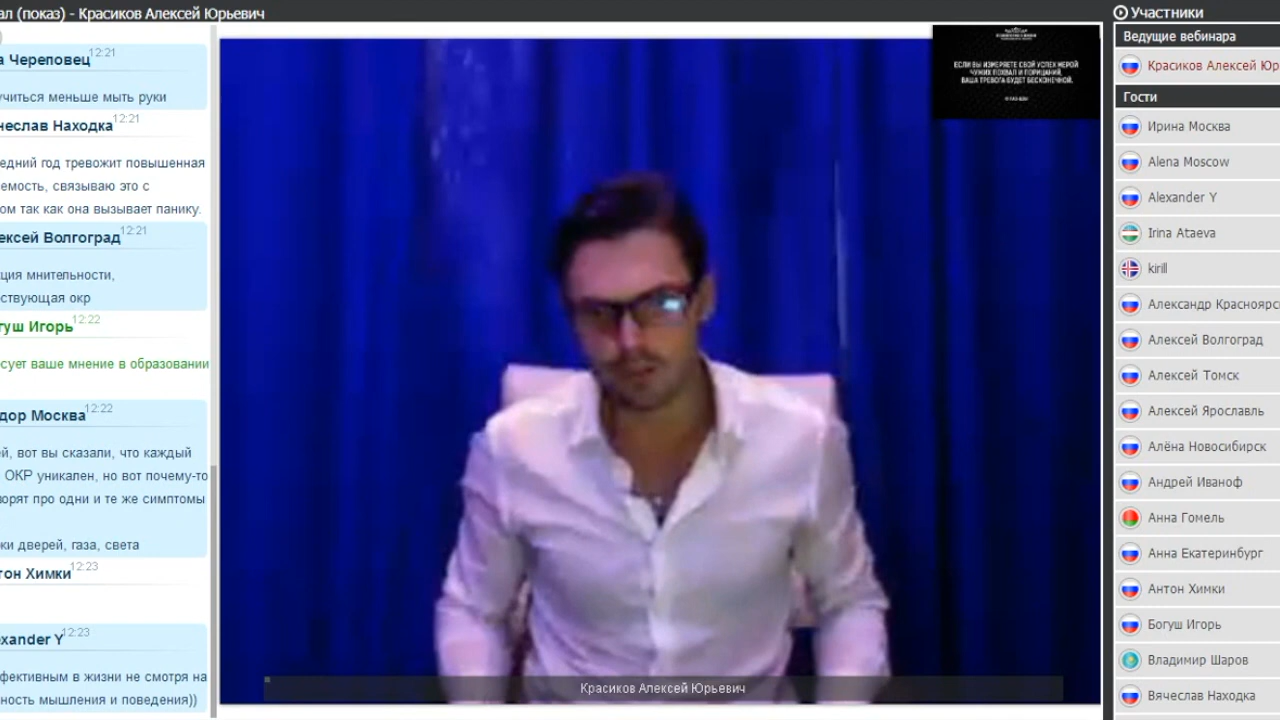 ал (показ) - Красиков Алексей Юрьевич
а Череповец 12:21
учиться меньше мыть руки
чеслав Находка 12:21
едний год тревожит повышенная
емость, связываю это с
ом так как она вызывает панику.
ексей Волгоград 12:21
ция мнительности,
ствующая окр
гуш Игорь 12:22
сует ваше мнение в образовании
дор Москва 12:22
й, вот вы сказали, что каждый
ОКР уникален, но вот почему-то
ворят про одни и те же симптомы
ки дверей, газа, света
тон Химки 12:23
exander Y 12:23
фективным в жизни не смотря на
ность мышления и поведения))
ЕСЛИ ВЫ ИЗМЕРЯЕТЕ СВОЙ УСПЕХ МЕРОЙ
ЧУЖИХ ПОХВАЛ И ПОРИЦАНИЙ,
ВАША ТРЕВОГА БУДЕТ БЕСКОНЕЧНОЙ.
Красиков Алексей Юрьевич
Участники
Ведущие вебинара
Красиков Алексей Юр
Гости
Ирина Москва
Alena Moscow
Alexander Y
Irina Ataeva
kirill
Александр Красноярс
Алексей Волгоград
Алексей Томск
Алексей Ярославль
Алёна Новосибирск
Андрей Иваноф
Анна Гомель
Анна Екатеринбург
Антон Химки
Богуш Игорь
Владимир Шаров
Вячеслав Находка